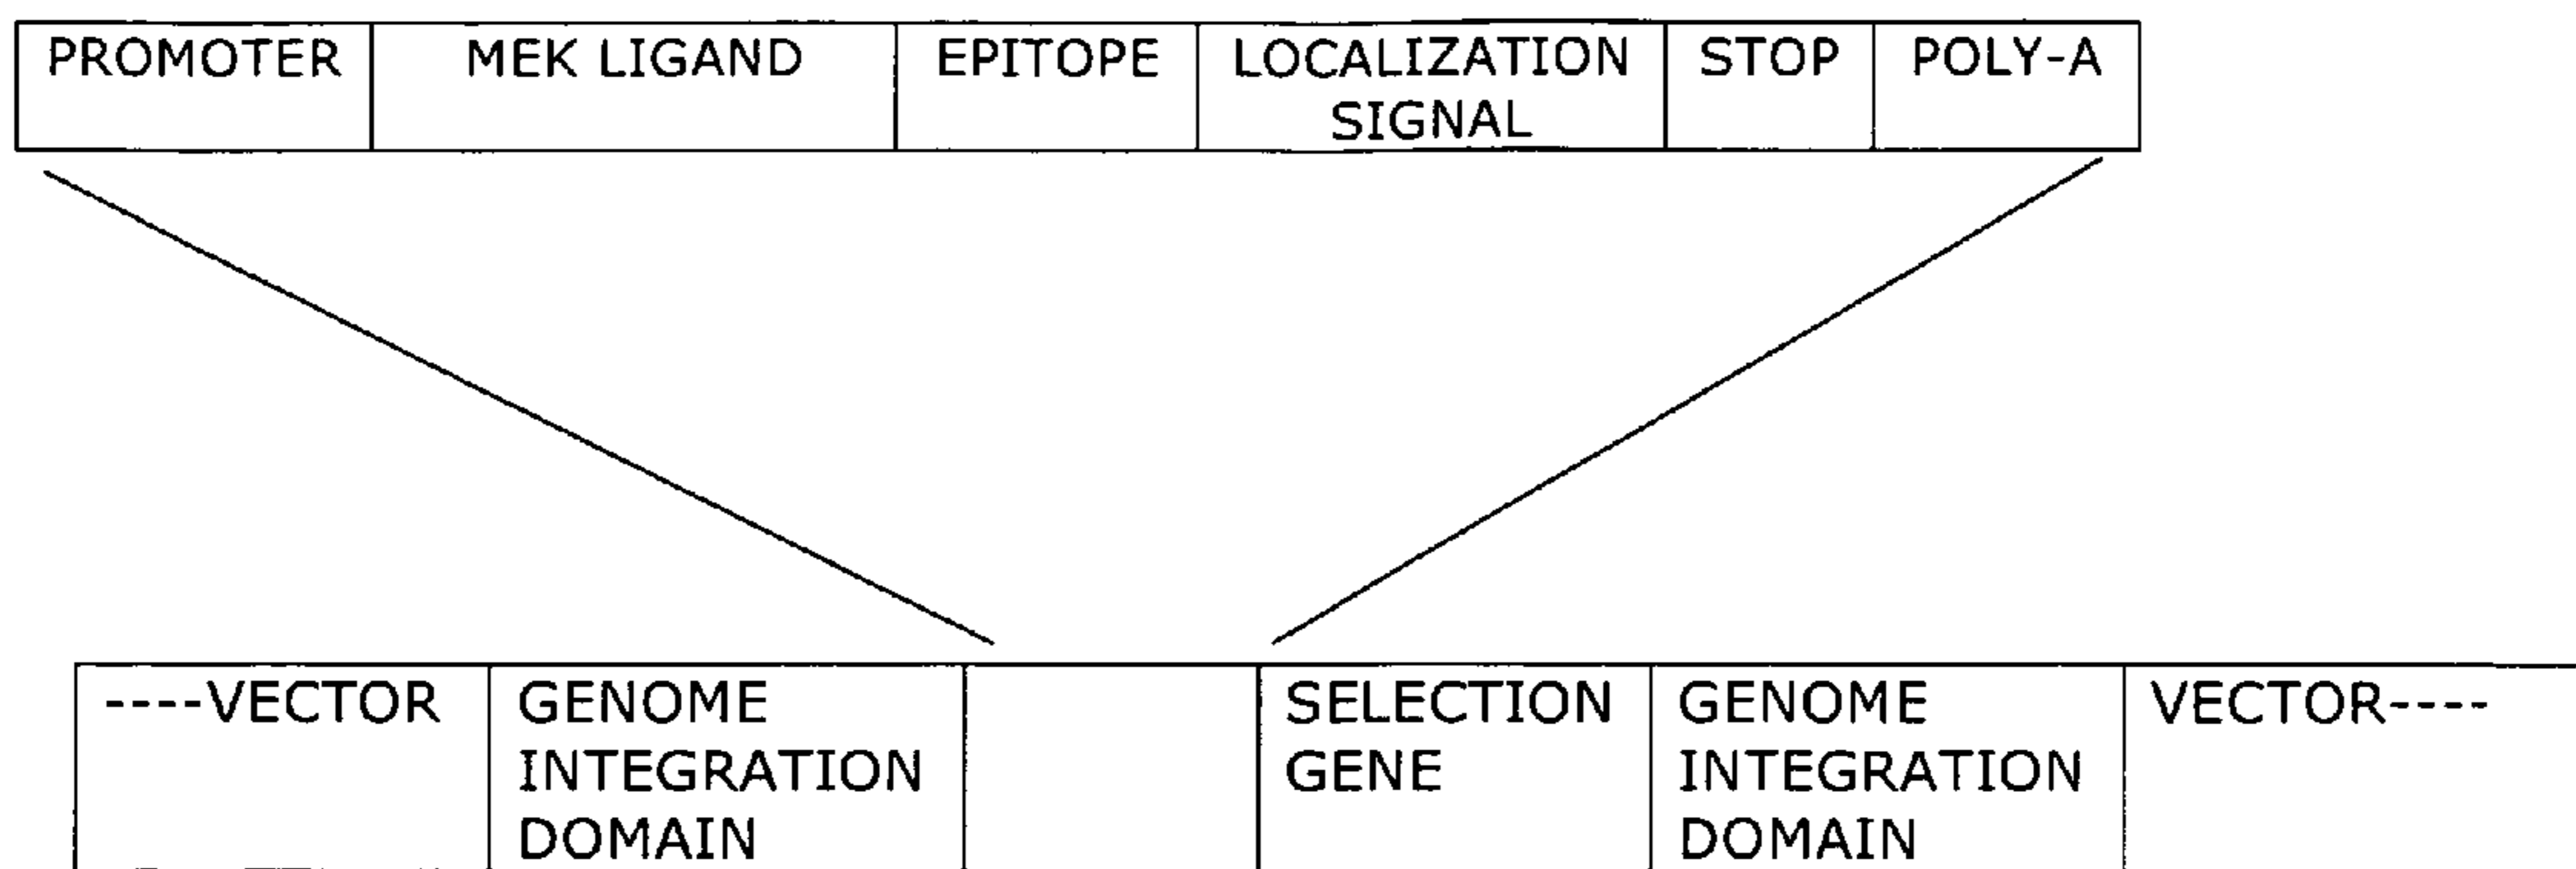 PROMOTER MEK LIGAND EPITOPE LOCALIZATION STOP POLY-A
SIGNAL
----VECTOR GENOME SELECTION GENOME VECTOR----
INTEGRATION GENE INTEGRATION
DOMAIN DOMAIN